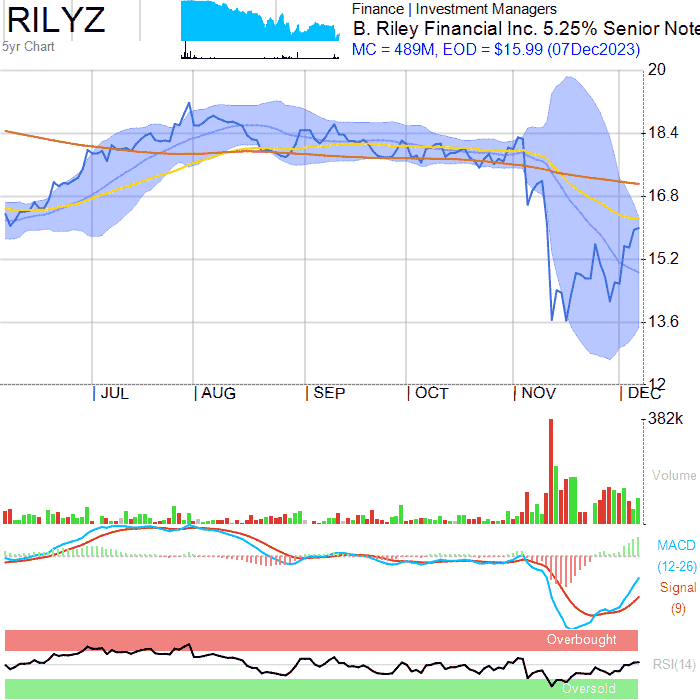 RILYZ
5yr Chart
Finance | Investment Managers
B. Riley Financial Inc. 5.25% Senior Note
MC = 489M, EOD = $15.99 (07Dec2023)
20
18.4
16.8
15.2
13.6
12
JUL AUG SEP OCT NOV DEC
382k
Volume
MACD
(12-26)
Signal
(9)
Overbought
RSI(14)
Oversold